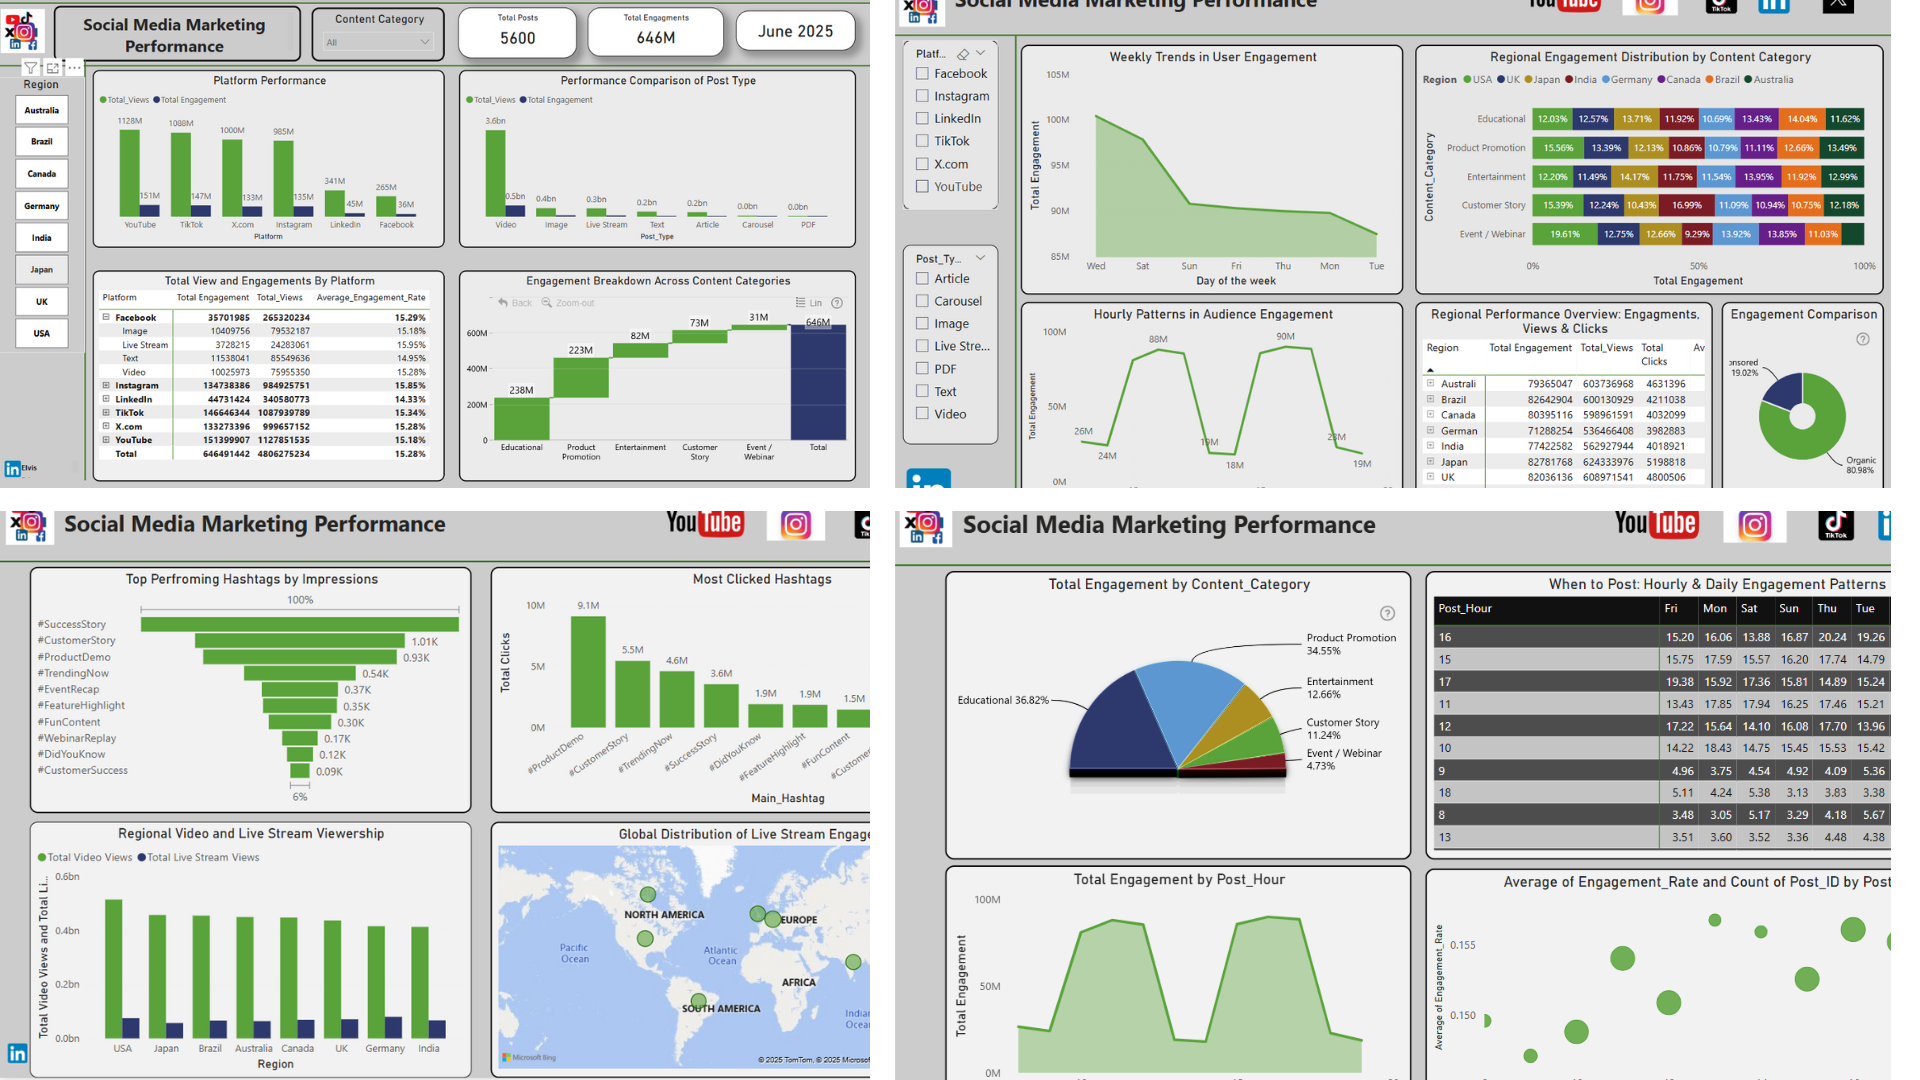 Social Media Marketing
Performance
Content Category
All
Total Posts
5600
Total Engagments
646M
June 2025
Region
Australia
Brazil
Canada
Germany
India
Japan
UK
USA
Elvis
Platform Performance
Total_Views Total Engagement
1128M 1088M 1000M 985M 341M 265M
151M 147M 133M 135M 45M 36M
YouTube TikTok X.com Instagram LinkedIn Facebook
Platform
Performance Comparison of Post Type
Total_Views Total Engagement
3.6bn 0.5bn 0.4bn 0.3bn 0.2bn 0.2bn 0.0bn 0.0bn
Video Image Live Stream Text Article Carousel PDF
Post_Type
Total View and Engagements By Platform
Platform Total Engagement Total_Views Average_Engagement_Rate
Facebook 35701985 265320234 15.29%
Image 10409756 79532187 15.18%
Live Stream 3728215 24283061 15.95%
Text 11538041 85549636 14.95%
Video 10025973 75955350 15.28%
Instagram 134738386 984925751 15.85%
LinkedIn 44731424 340580773 14.33%
TikTok 146646344 1087939789 15.34%
X.com 133273396 999657152 15.28%
YouTube 151399907 1127851535 15.18%
Total 646491442 4806275234 15.28%
Engagement Breakdown Across Content Categories
Back Zoom-out Lin
600M
400M
200M
0
238M 223M 82M 73M 31M 646M
Educational Product Promotion Entertainment Customer Story Event / Webinar Total
Social Media Marketing Performance
YouTube
TikTok
Platf...
Facebook
Instagram
LinkedIn
TikTok
X.com
YouTube
Post_Ty...
Article
Carousel
Image
Live Stre...
PDF
Text
Video
Weekly Trends in User Engagement
Total Engagement
105M
100M
95M
90M
85M
Wed Sat Sun Fri Thu Mon Tue
Day of the week
Regional Engagement Distribution by Content Category
Region USA UK Japan India Germany Canada Brazil Australia
Content_Category
Educational 12.03% 12.57% 13.71% 11.92% 10.69% 13.43% 14.04% 11.62%
Product Promotion 15.56% 13.39% 12.13% 10.86% 10.79% 11.11% 12.66% 13.49%
Entertainment 12.20% 11.49% 14.17% 11.75% 11.54% 13.95% 11.92% 12.99%
Customer Story 15.39% 12.24% 10.43% 16.99% 11.09% 10.94% 10.75% 12.18%
Event / Webinar 19.61% 12.75% 12.66% 9.29% 13.92% 13.85% 11.03%
0% 50% 100%
Total Engagement
Hourly Patterns in Audience Engagement
Total Engagement
100M
50M
0M
26M 24M 88M 19M 18M 90M 23M 19M
Regional Performance Overview: Engagments,
Views & Clicks
Region Total Engagement Total_Views Total Clicks Av
Australi 79365047 603736968 4631396
Brazil 82642904 600130929 4211038
Canada 80395116 598961591 4032099
German 71288254 536466408 3982883
India 77422582 562927944 4018921
Japan 82781768 624333976 5198818
UK 82036136 608971541 4800506
Engagement Comparison
onsored
19.02%
Organic
80.98%
Social Media Marketing Performance
YouTube
Top Perfroming Hashtags by Impressions
100%
#SuccessStory
#CustomerStory 1.01K
#ProductDemo 0.93K
#TrendingNow 0.54K
#EventRecap 0.37K
#FeatureHighlight 0.35K
#FunContent 0.30K
#WebinarReplay 0.17K
#DidYouKnow 0.12K
#CustomerSuccess 0.09K
6%
Most Clicked Hashtags
Total Clicks
10M
5M
0M
9.1M 5.5M 4.6M 3.6M 1.9M 1.9M 1.5M
#ProductDemo #CustomerStory #TrendingNow #SuccessStory #DidYouKnow #FeatureHighlight #FunContent #Custome
Main_Hashtag
Regional Video and Live Stream Viewership
Total Video Views Total Live Stream Views
Total Video Views and Total Li...
0.6bn
0.4bn
0.2bn
0.0bn
USA Japan Brazil Australia Canada UK Germany India
Region
Global Distribution of Live Stream Engage
NORTH AMERICA
EUROPE
Pacific
Ocean
Atlantic
Ocean
AFRICA
SOUTH AMERICA
Indian
Ocea
Microsoft Bing
© 2025 TomTom, © 2025 Microsof
Social Media Marketing Performance
YouTube
TikTok
Total Engagement by Content_Category
Product Promotion
34.55%
Educational 36.82%
Entertainment
12.66%
Customer Story
11.24%
Event / Webinar
4.73%
When to Post: Hourly & Daily Engagement Patterns
Post_Hour Fri Mon Sat Sun Thu Tue
16 15.20 16.06 13.88 16.87 20.24 19.26
15 15.75 17.59 15.57 16.20 17.74 14.79
17 19.38 15.92 17.36 15.81 14.89 15.24
11 13.43 17.85 17.94 16.25 17.46 15.21
12 17.22 15.64 14.10 16.08 17.70 13.96
10 14.22 18.43 14.75 15.45 15.53 15.42
9 4.96 3.75 4.54 4.92 4.09 5.36
18 5.11 4.24 5.38 3.13 3.83 3.38
8 3.48 3.05 5.17 3.29 4.18 5.67
13 3.51 3.60 3.52 3.36 4.48 4.38
Total Engagement by Post_Hour
Total Engagement
100M
50M
0M
Average of Engagement_Rate and Count of Post_ID by Post
Average of Engagement_Rate
0.155
0.150